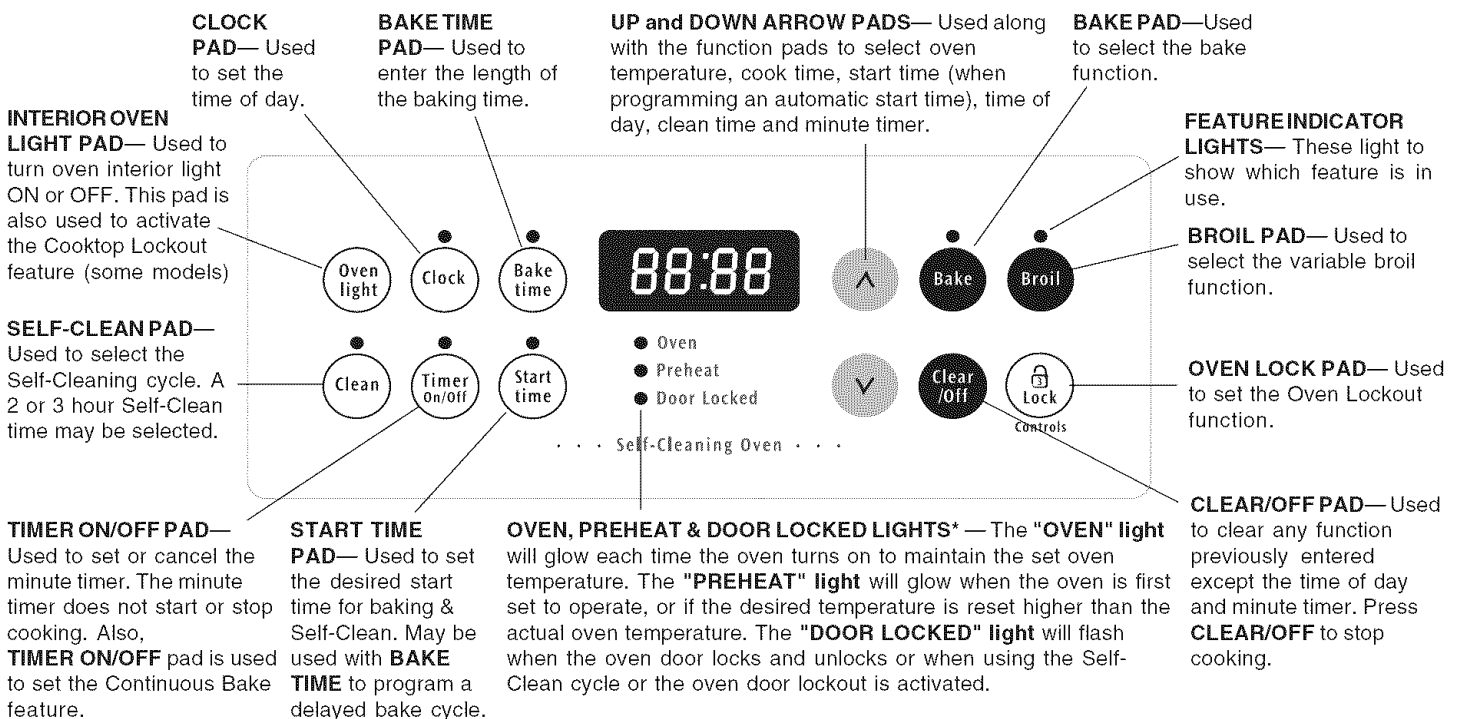 CLOCK
PAD— Used
to set the
time of day.
BAKE TIME
PAD— Used to
enter the length of
the baking time.
UP and DOWN ARROW PADS— Used along
with the function pads to select oven
temperature, cook time, start time (when
programming an automatic start time), time of
day, clean time and minute timer.
BAKE PAD—Used
to select the bake
function.
INTERIOR OVEN
LIGHT PAD— Used to
turn oven interior light
ON or OFF. This pad is
also used to activate
the Cooktop Lockout
feature (some models)
FEATURE INDICATOR
LIGHTS— These light to
show which feature is in
use.
BROIL PAD— Used to
select the variable broil
function.
Oven
light
Clock
Bake
time
88:88
^
Bake
Broil
SELF-CLEAN PAD—
Used to select the
Self-Cleaning cycle. A
2 or 3 hour Self-Clean
time may be selected.
Clean
Timer
On/Off
Start
time
Oven
Preheat
Door Locked
v
Clear
/Off
3
Lock
Controls
OVEN LOCK PAD— Used
to set the Oven Lockout
function.
· · · Self-Cleaning Oven · · ·
TIMER ON/OFF PAD—
Used to set or cancel the
minute timer. The minute
timer does not start or stop
cooking. Also,
TIMER ON/OFF pad is used
to set the Continuous Bake
feature.
START TIME
PAD— Used to set
the desired start
time for baking &
Self-Clean. May be
used with BAKE
TIME to program a
delayed bake cycle.
OVEN, PREHEAT & DOOR LOCKED LIGHTS* — The "OVEN" light
will glow each time the oven turns on to maintain the set oven
temperature. The "PREHEAT" light will glow when the oven is first
set to operate, or if the desired temperature is reset higher than the
actual oven temperature. The "DOOR LOCKED" light will flash
when the oven door locks and unlocks or when using the Self-
Clean cycle or the oven door lockout is activated.
CLEAR/OFF PAD— Used
to clear any function
previously entered
except the time of day
and minute timer. Press
CLEAR/OFF to stop
cooking.